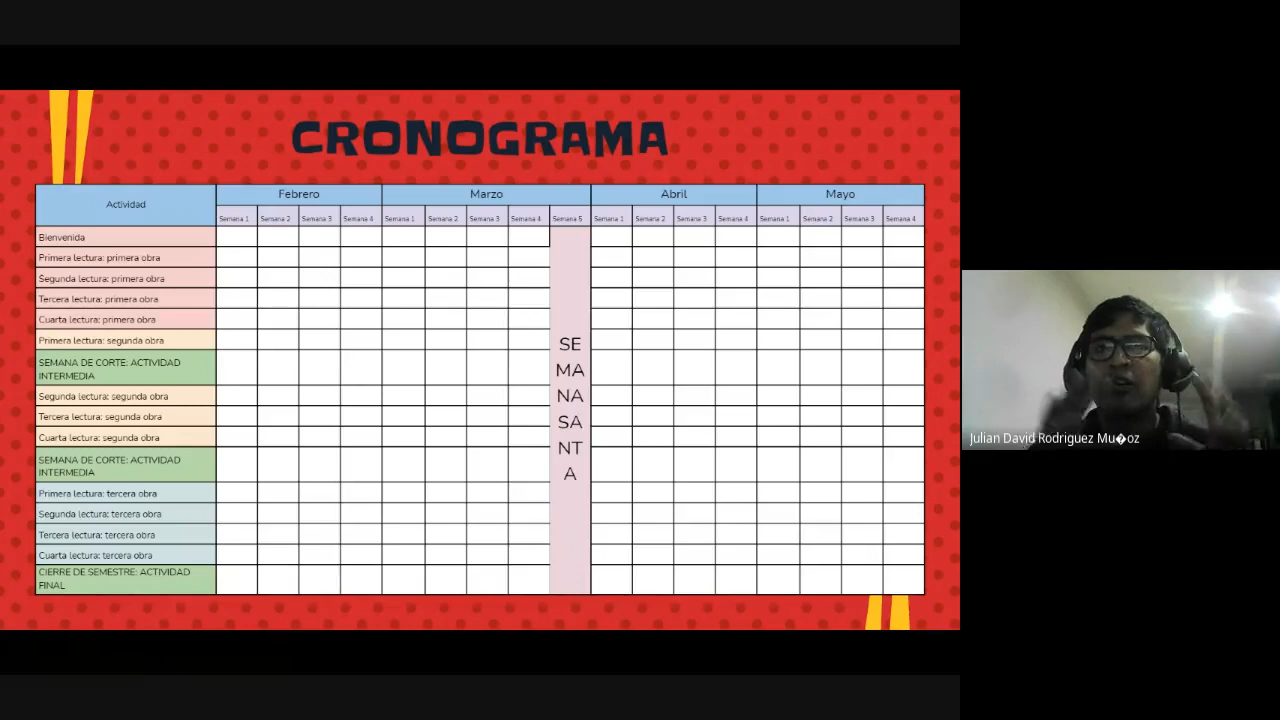 CRONOGRAMA
Actividad Febrero Marzo Abril Mayo
Semana 1 Semana 2 Semana 3 Semana 4 Semana 1 Semana 2 Semana 3 Semana 4 Semana 5 Semana 1 Semana 2 Semana 3 Semana 4 Semana 1 Semana 2 Semana 3 Semana 4
Bienvenida
Primera lectura: primera obra
Segunda lectura: primera obra
Tercera lectura: primera obra
Cuarta lectura: primera obra
Primera lectura: segunda obra
SEMANA DE CORTE: ACTIVIDAD
INTERMEDIA
Segunda lectura: segunda obra
Tercera lectura: segunda obra
Cuarta lectura: segunda obra
SEMANA DE CORTE: ACTIVIDAD
INTERMEDIA
Primera lectura: tercera obra
Segunda lectura: tercera obra
Tercera lectura: tercera obra
Cuarta lectura: tercera obra
CIERRE DE SEMESTRE: ACTIVIDAD
FINAL
SE
MA
NA
SA
NT
A
Julian David Rodriguez Mu�oz